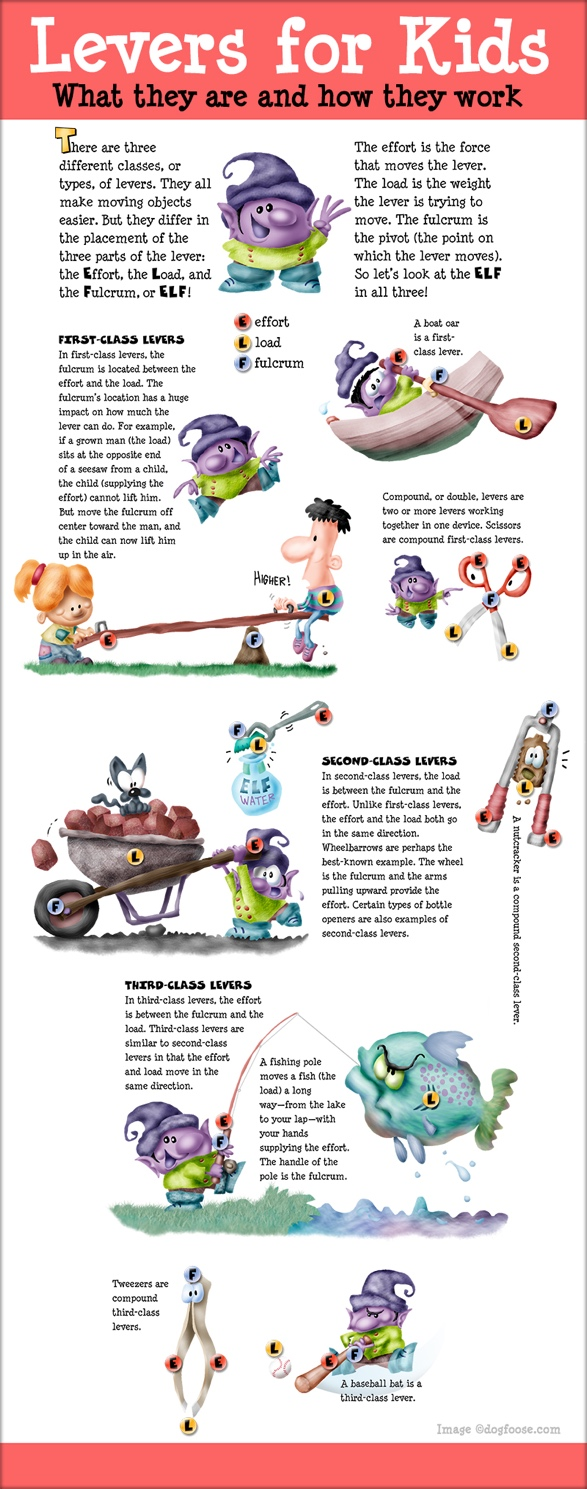 Levers for Kids
What they are and how they work
There are three
different classes, or
types, of levers. They all
make moving objects
easier. But they differ in
the placement of the
three parts of the lever:
the Effort, the Load, and
the Fulcrum, or ELF!
The effort is the force
that moves the lever.
The load is the weight
the lever is trying to
move. The fulcrum is
the pivot (the point on
which the lever moves).
So let's look at the ELF
in all three!
E effort
L load
F fulcrum
FIRST-CLASS LEVERS
In first-class levers, the
fulcrum is located between the
effort and the load. The
fulcrum's location has a huge
impact on how much the
lever can do. For example,
if a grown man (the load)
sits at the opposite end
of a seesaw from a child,
the child (supplying the
effort) cannot lift him.
But move the fulcrum off
center toward the man, and
the child can now lift him
up in the air.
A boat oar
is a first-
class lever.
E
F
L
Compound, or double, levers are
two or more levers working
together in one device. Scissors
are compound first-class levers.
E
E
F
L
L
HIGHER!
L
E
F
F
L
E
ELF
WATER
SECOND-CLASS LEVERS
In second-class levers, the load
is between the fulcrum and the
effort. Unlike first-class levers,
the effort and the load both go
in the same direction.
Wheelbarrows are perhaps the
best-known example. The wheel
is the fulcrum and the arms
pulling upward provide the
effort. Certain types of bottle
openers are also examples of
second-class levers.
F
L
E
E
A nutcracker is a compound second-class lever.
E
L
F
THIRD-CLASS LEVERS
In third-class levers, the effort
is between the fulcrum and the
load. Third-class levers are
similar to second-class
levers in that the effort
and load move in the
same direction.
A fishing pole
moves a fish (the
load) a long
way—from the lake
to your lap—with
your hands
supplying the effort.
The handle of the
pole is the fulcrum.
L
E
F
Tweezers are
compound
third-class
levers.
F
E
E
L
L
E
F
A baseball bat is a
third-class lever.
Image ©dogfoose.com